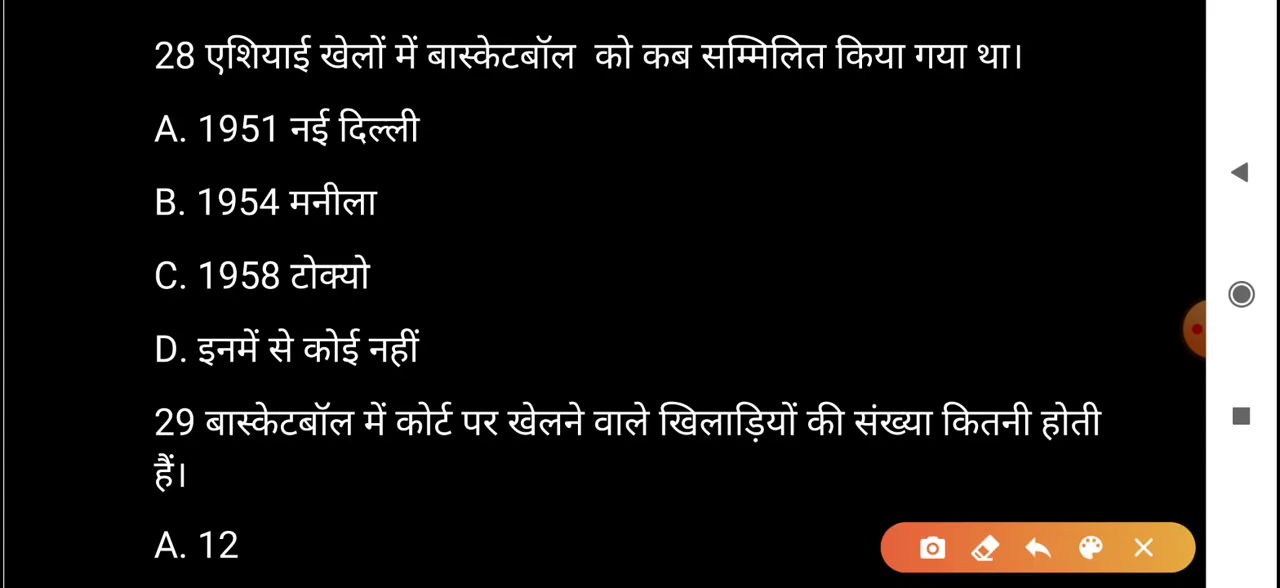 28 एशियाई खेलों में बास्केटबॉल को कब सम्मिलित किया गया था।
A. 1951 नई दिल्ली
B. 1954 मनीला
C. 1958 टोक्यो
D. इनमें से कोई नहीं
29 बास्केटबॉल में कोर्ट पर खेलने वाले खिलाड़ियों की संख्या कितनी होती
हैं।
A. 12